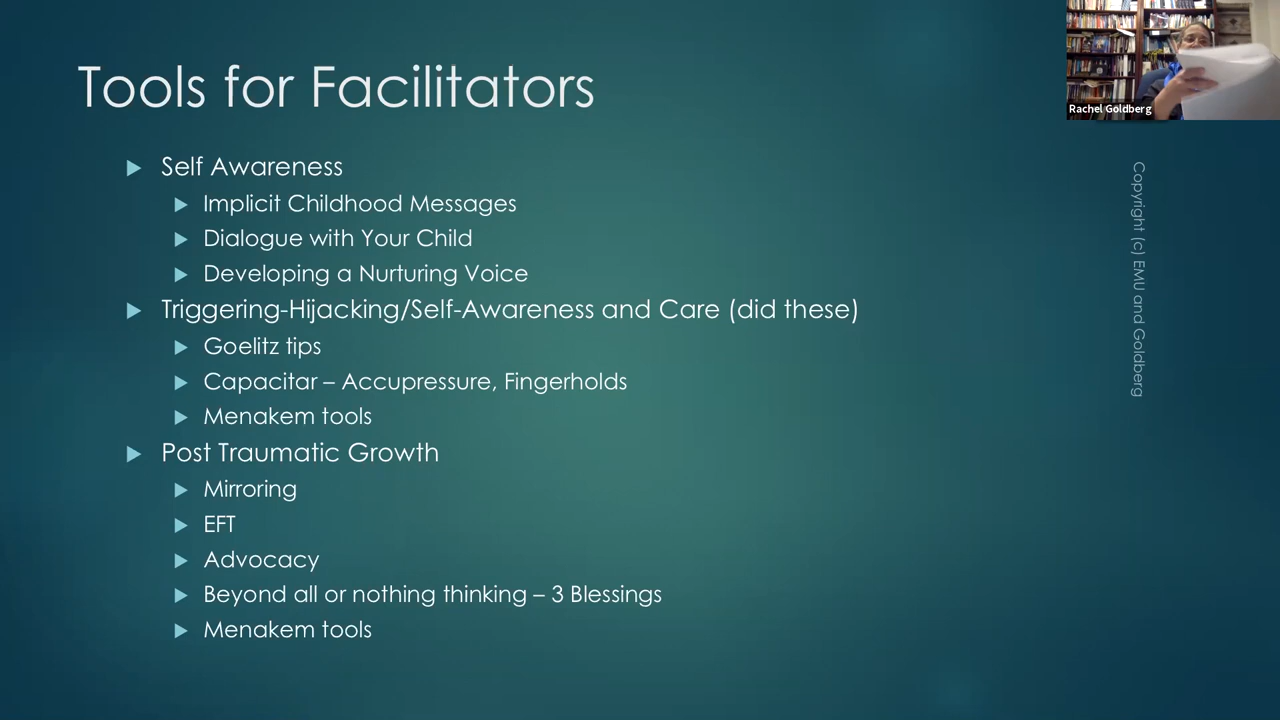 Tools for Facilitators
Rachel Goldberg
Self Awareness
Implicit Childhood Messages
Dialogue with Your Child
Developing a Nurturing Voice
Triggering-Hijacking/Self-Awareness and Care (did these)
Goelitz tips
Capacitar – Accupressure, Fingerholds
Menakem tools
Post Traumatic Growth
Mirroring
EFT
Advocacy
Beyond all or nothing thinking – 3 Blessings
Menakem tools
Copyright (c) EMU and Goldberg